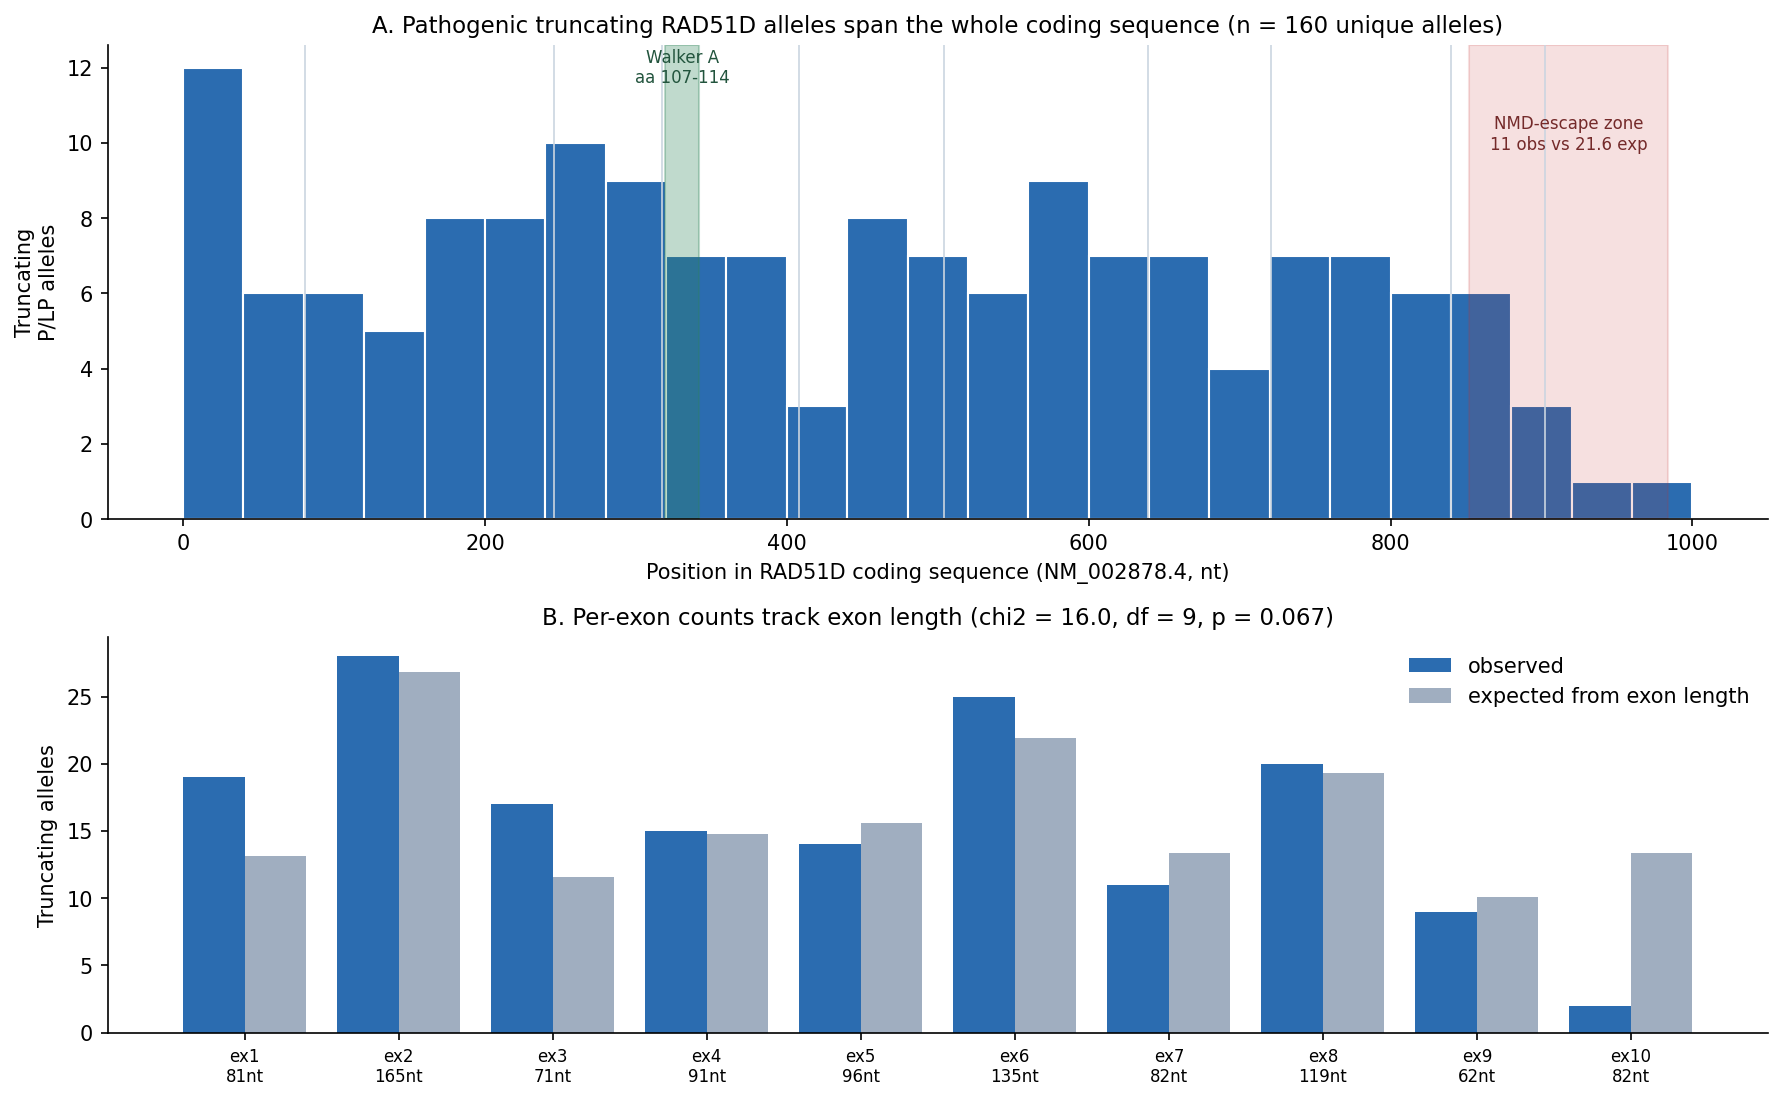 A. Pathogenic truncating RAD51D alleles span the whole coding sequence (n = 160 unique alleles)
Truncating
P/LP alleles
12
10
8
6
4
2
0
Walker A
aa 107-114
NMD-escape zone
11 obs vs 21.6 exp
0 200 400 600 800 1000
Position in RAD51D coding sequence (NM_002878.4, nt)
B. Per-exon counts track exon length (chi2 = 16.0, df = 9, p = 0.067)
Truncating alleles
25
20
15
10
5
0
observed
expected from exon length
ex1 ex2 ex3 ex4 ex5 ex6 ex7 ex8 ex9 ex10
81nt 165nt 71nt 91nt 96nt 135nt 82nt 119nt 62nt 82nt